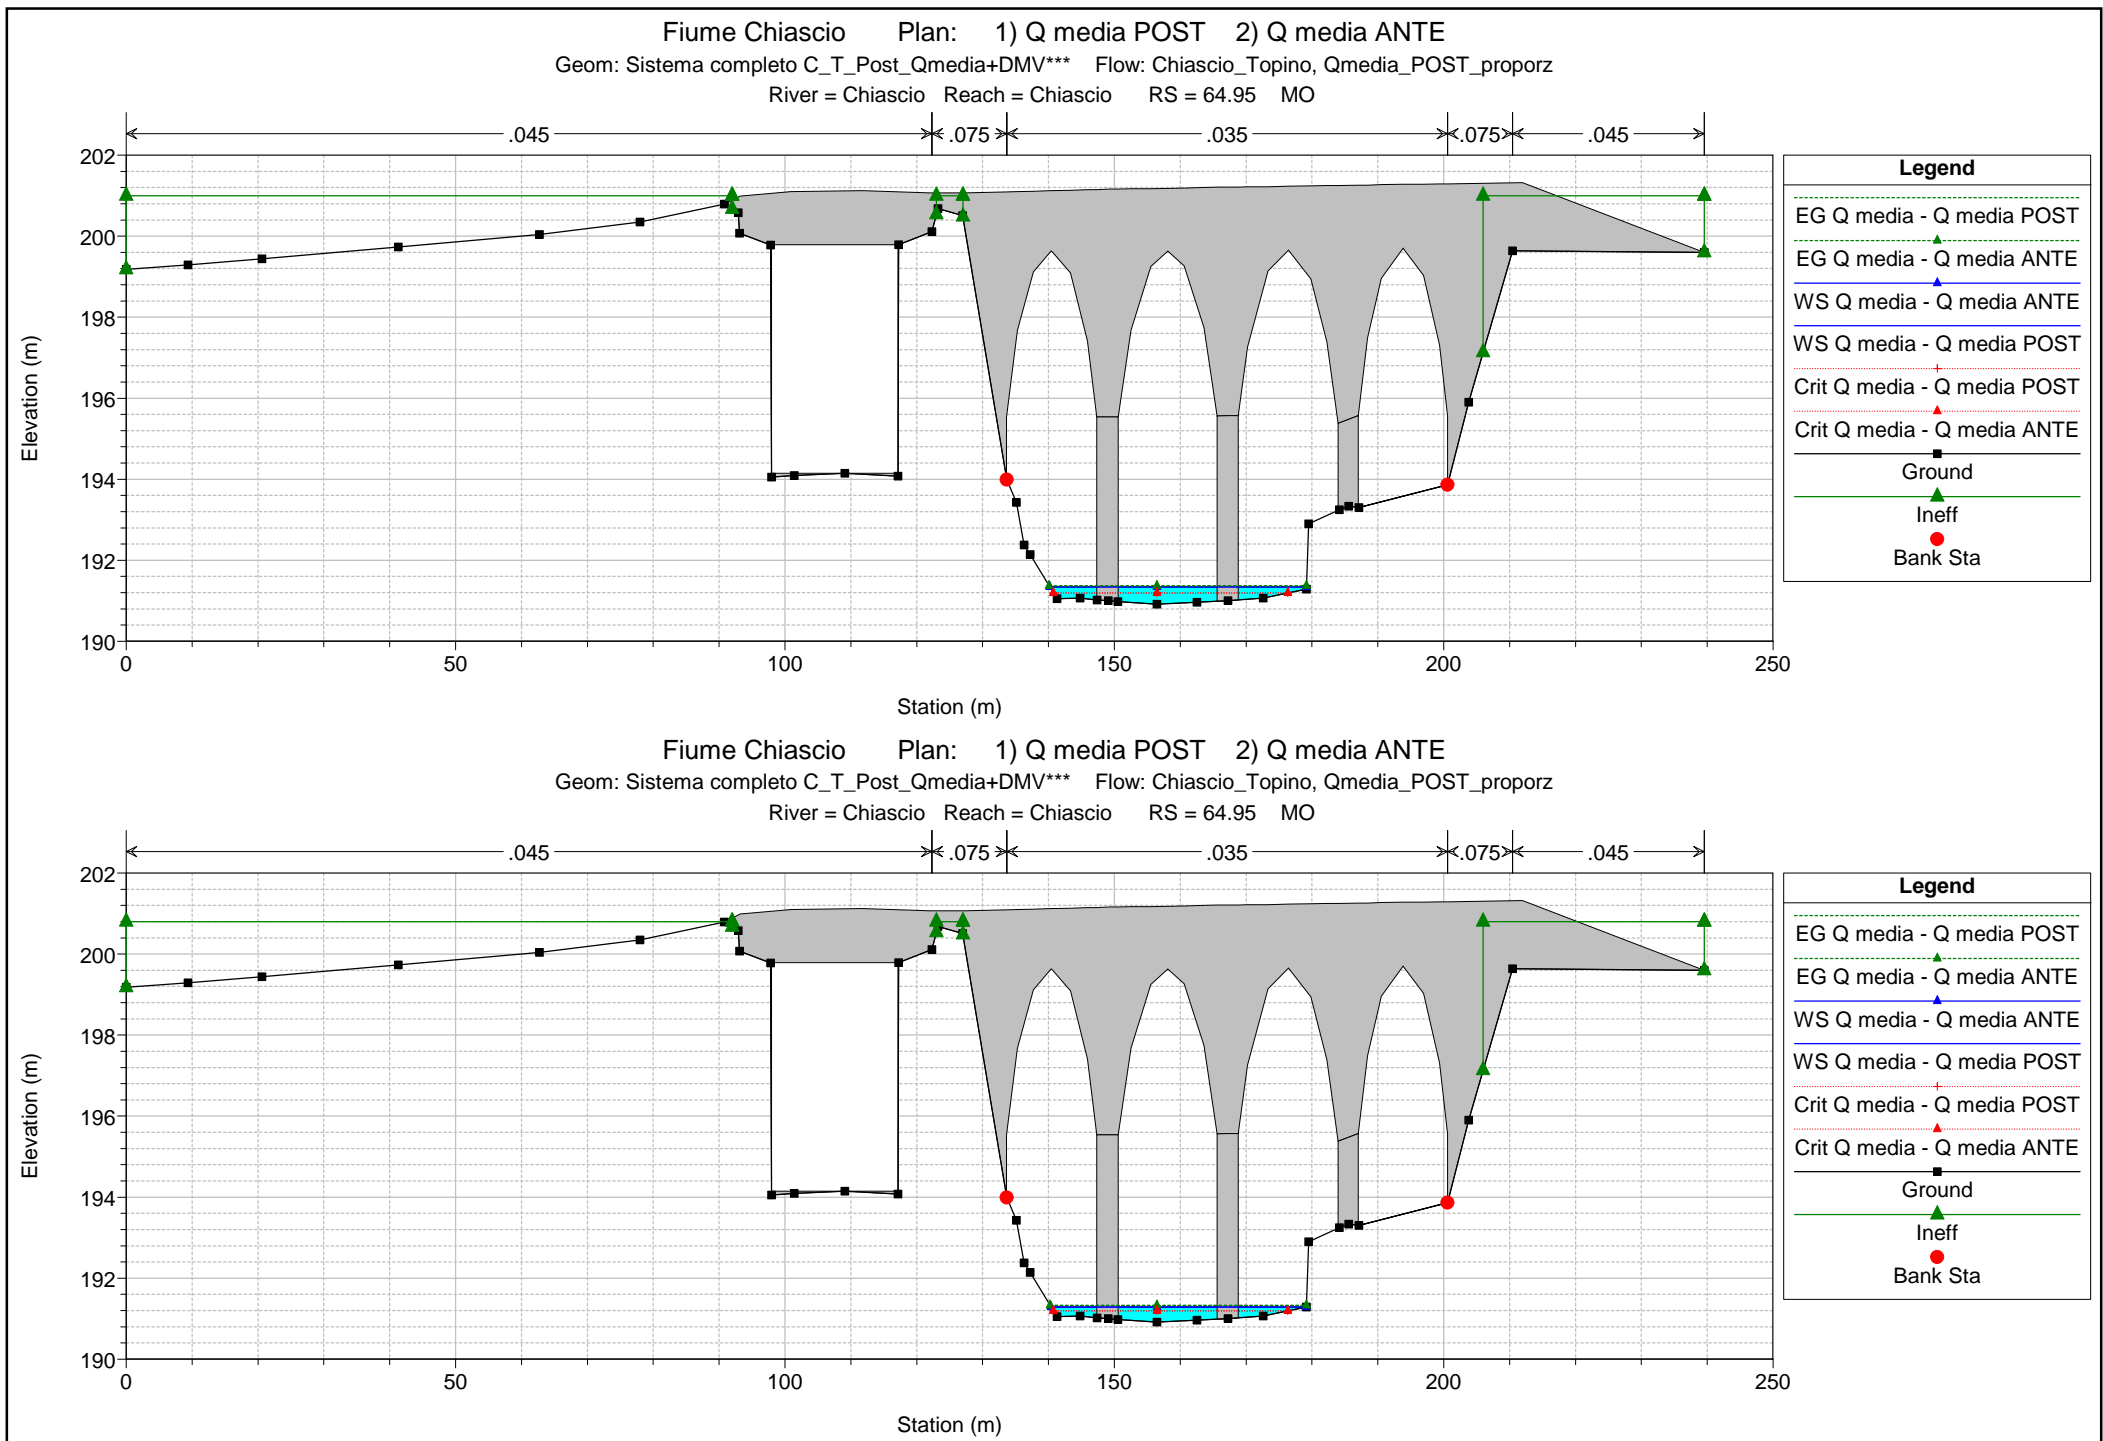 Fiume Chiascio Plan: 1) Q media POST 2) Q media ANTE
Geom: Sistema completo C_T_Post_Qmedia+DMV*** Flow: Chiascio_Topino, Qmedia_POST_proporz
River = Chiascio Reach = Chiascio RS = 64.95 MO
.045 .075 .035 .075 .045
202
200
198
196
194
192
190
Elevation (m)
0 50 100 150 200 250
Station (m)
Legend
EG Q media - Q media POST
EG Q media - Q media ANTE
WS Q media - Q media ANTE
WS Q media - Q media POST
Crit Q media - Q media POST
Crit Q media - Q media ANTE
Ground
Ineff
Bank Sta
Fiume Chiascio Plan: 1) Q media POST 2) Q media ANTE
Geom: Sistema completo C_T_Post_Qmedia+DMV*** Flow: Chiascio_Topino, Qmedia_POST_proporz
River = Chiascio Reach = Chiascio RS = 64.95 MO
.045 .075 .035 .075 .045
202
200
198
196
194
192
190
Elevation (m)
0 50 100 150 200 250
Station (m)
Legend
EG Q media - Q media POST
EG Q media - Q media ANTE
WS Q media - Q media ANTE
WS Q media - Q media POST
Crit Q media - Q media POST
Crit Q media - Q media ANTE
Ground
Ineff
Bank Sta